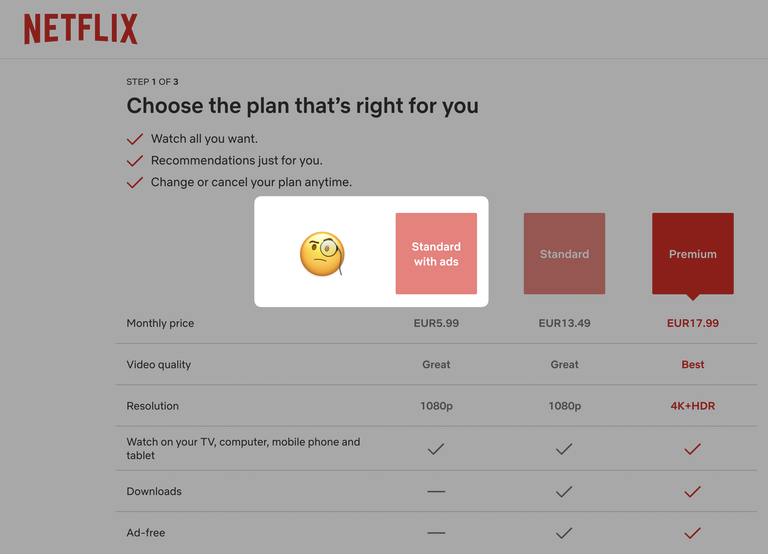 NETFLIX
STEP 1 OF 3
Choose the plan that's right for you
Watch all you want.
Recommendations just for you.
Change or cancel your plan anytime.
Standard
with ads
Standard
Premium
Monthly price EUR5.99 EUR13.49 EUR17.99
Video quality Great Great Best
Resolution 1080p 1080p 4K+HDR
Watch on your TV, computer, mobile phone and
tablet
Downloads
Ad-free